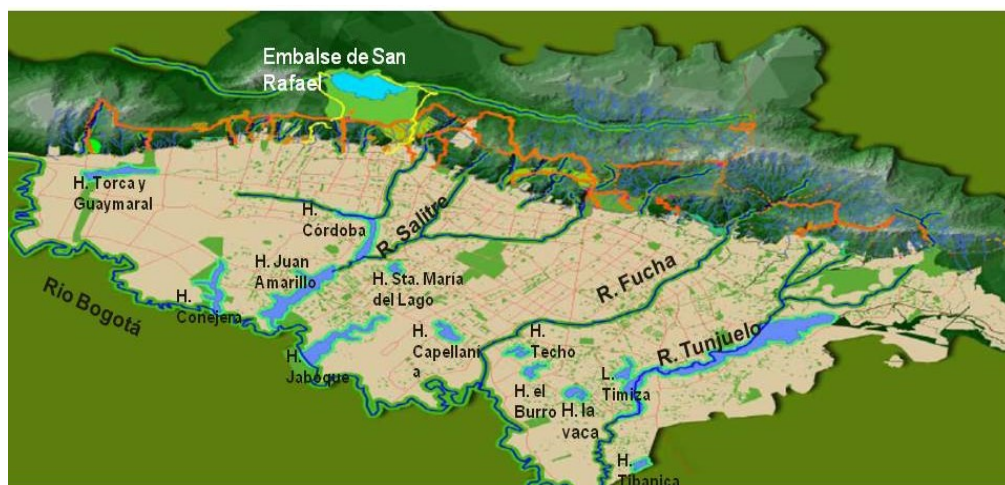 Embalse de San
Rafael
H. Torca y
Guaymaral
H.
Córdoba
R. Salitre
H. Juan
Amarillo
H. Sta. María
del Lago
R. Fucha
Río Bogotá
H.
Conejera
H.
Jaboque
H.
Capellani
a
H.
Techo
R. Tunjuelo
L.
Timiza
H. el
Burro
H. la
vaca
H.
Tibanica